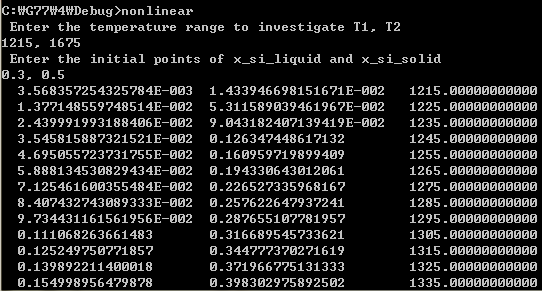 C:₩G77₩4₩Debug>nonlinear
Enter the temperature range to investigate T1, T2
1215, 1675
Enter the initial points of x_si_liquid and x_si_solid
0.3, 0.5
3.568357254325784E-003 1.433946698151671E-002 1215.00000000000
1.377148559748514E-002 5.311589039461967E-002 1225.00000000000
2.439991993188406E-002 9.043182407139419E-002 1235.00000000000
3.545815887321521E-002 0.126347448617132 1245.00000000000
4.695055723731755E-002 0.160959719899409 1255.00000000000
5.888134530829434E-002 0.194330643012061 1265.00000000000
7.125461600355484E-002 0.226527335968167 1275.00000000000
8.407432743089333E-002 0.257622647937241 1285.00000000000
9.734431161561956E-002 0.287655107781957 1295.00000000000
0.111068263661483 0.316689545733621 1305.00000000000
0.125249750771857 0.344777370271619 1315.00000000000
0.139892211400018 0.371966775131333 1325.00000000000
0.154998956479878 0.398302975892502 1335.00000000000